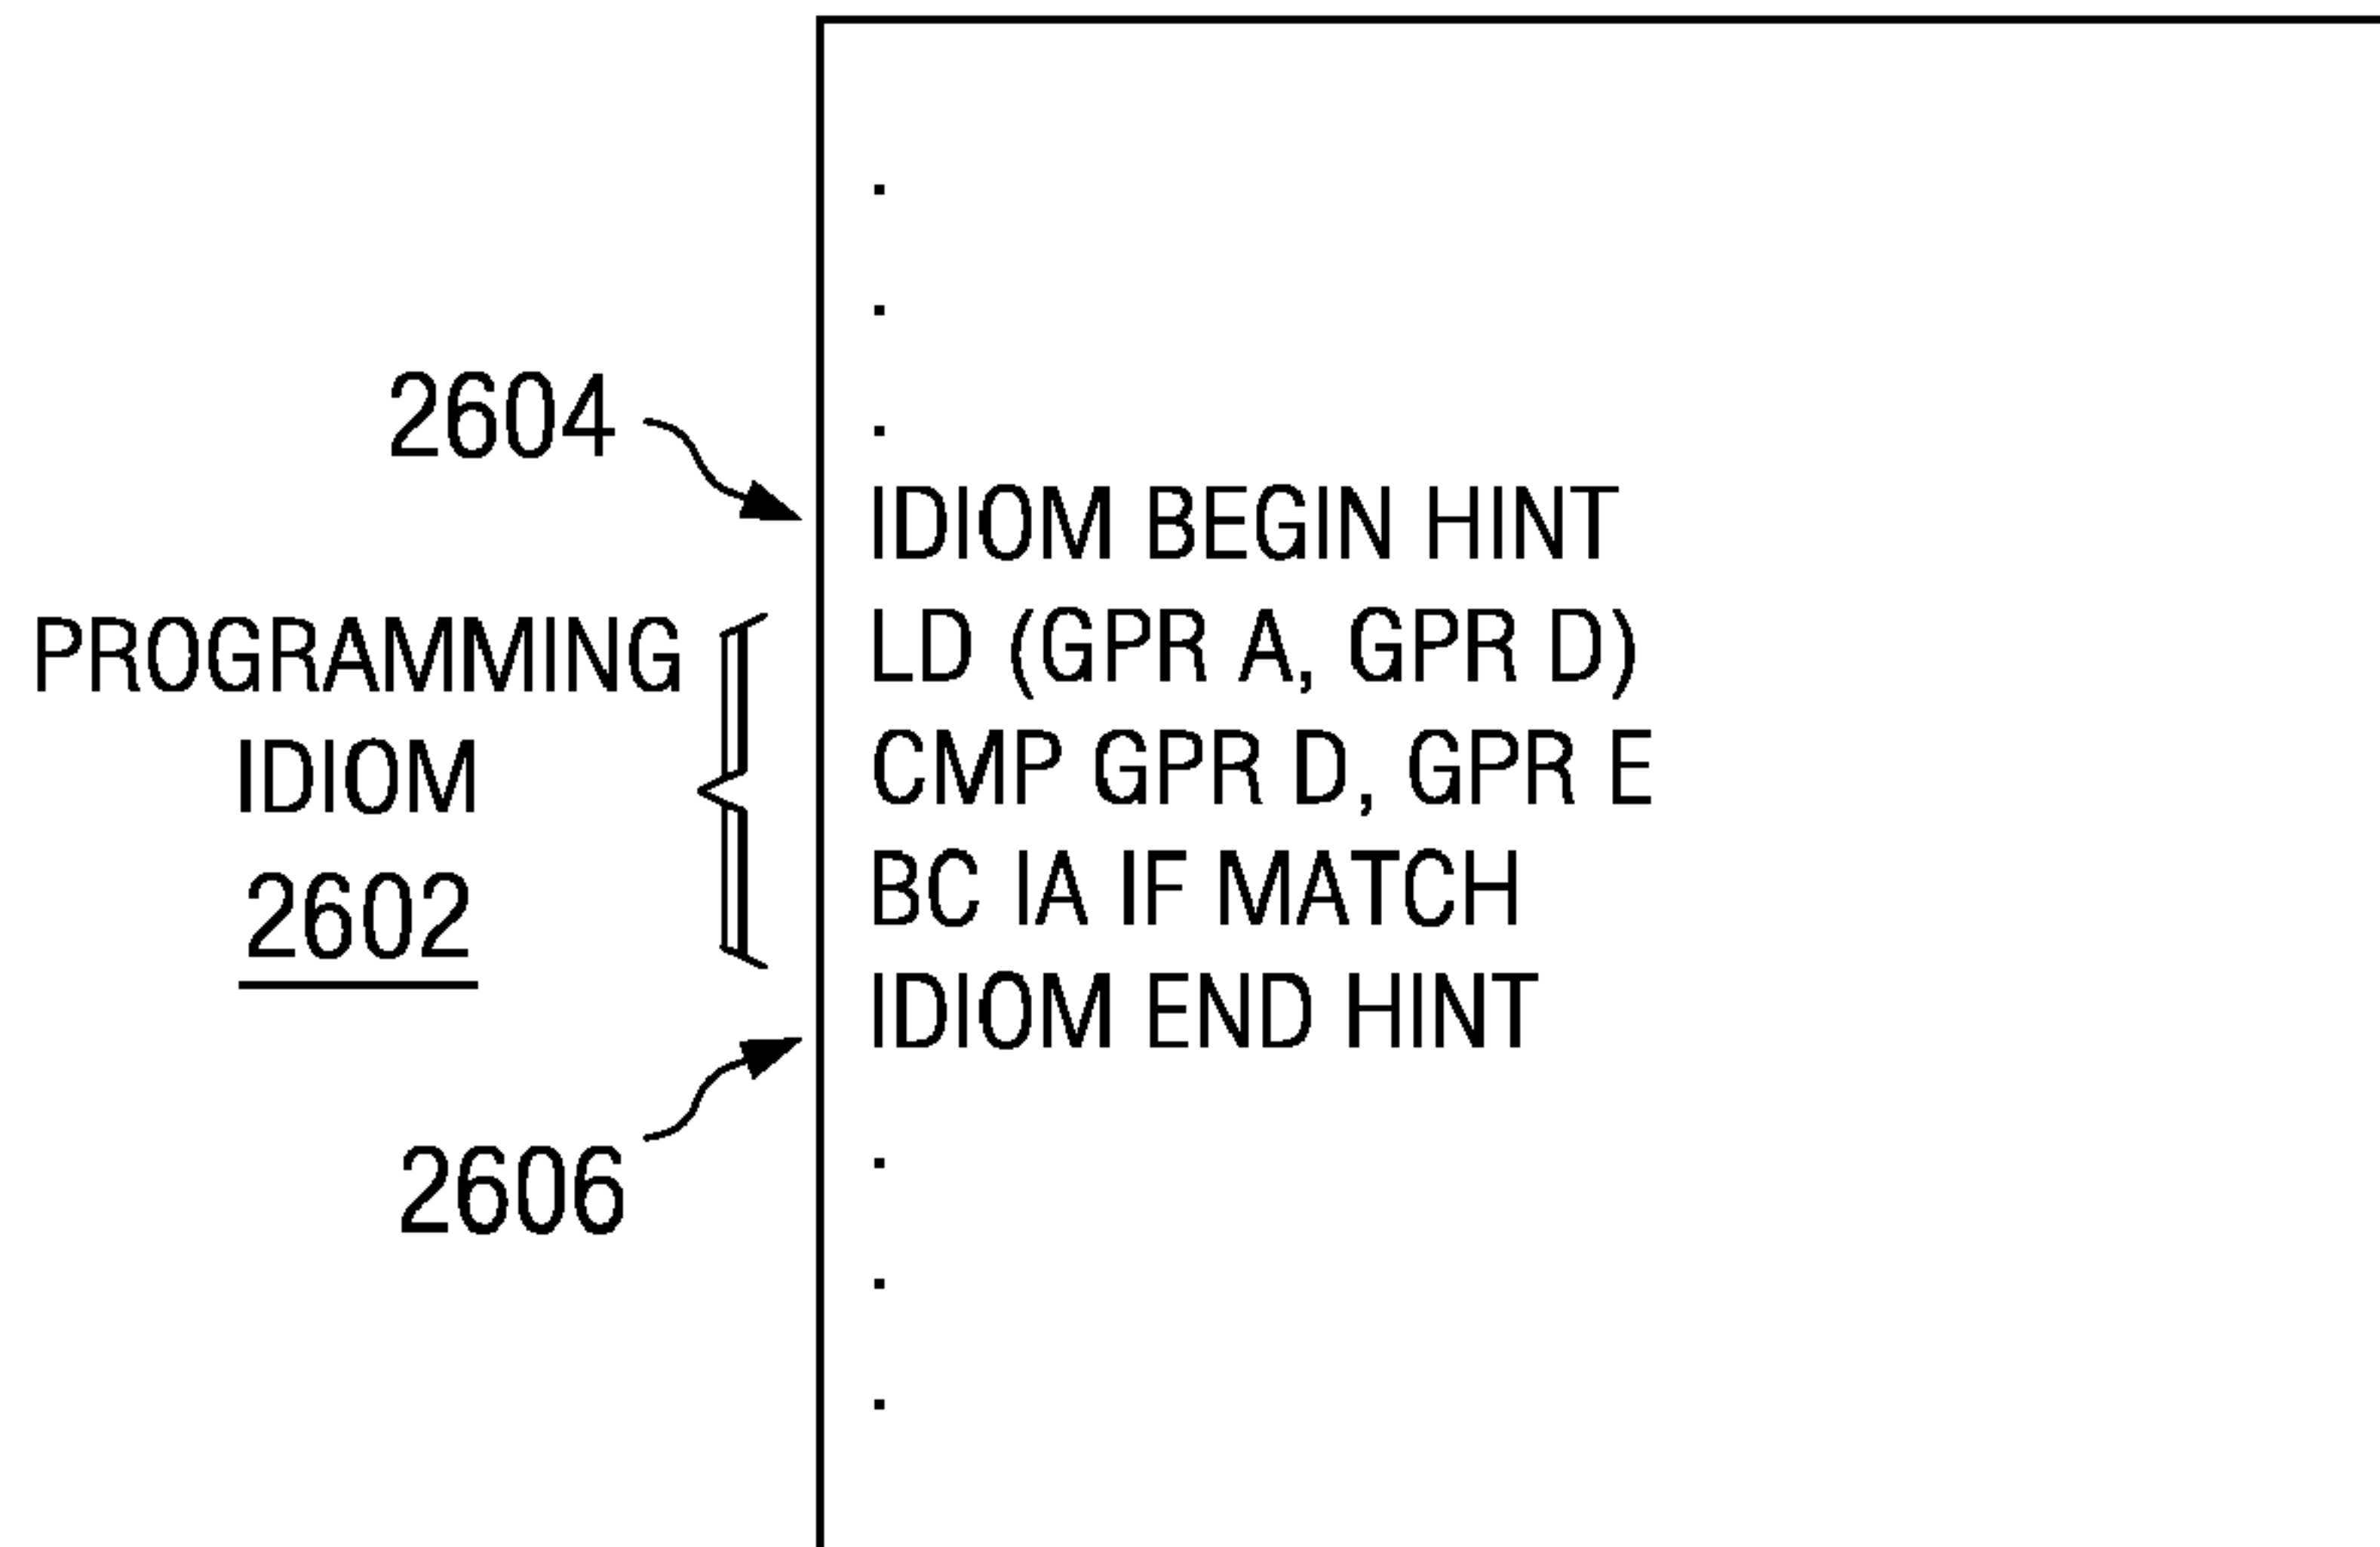 .
.
.
2604
IDIOM BEGIN HINT
PROGRAMMING
IDIOM
2602
LD (GPR A, GPR D)
CMP GPR D, GPR E
BC IA IF MATCH
IDIOM END HINT
2606
.
.
.